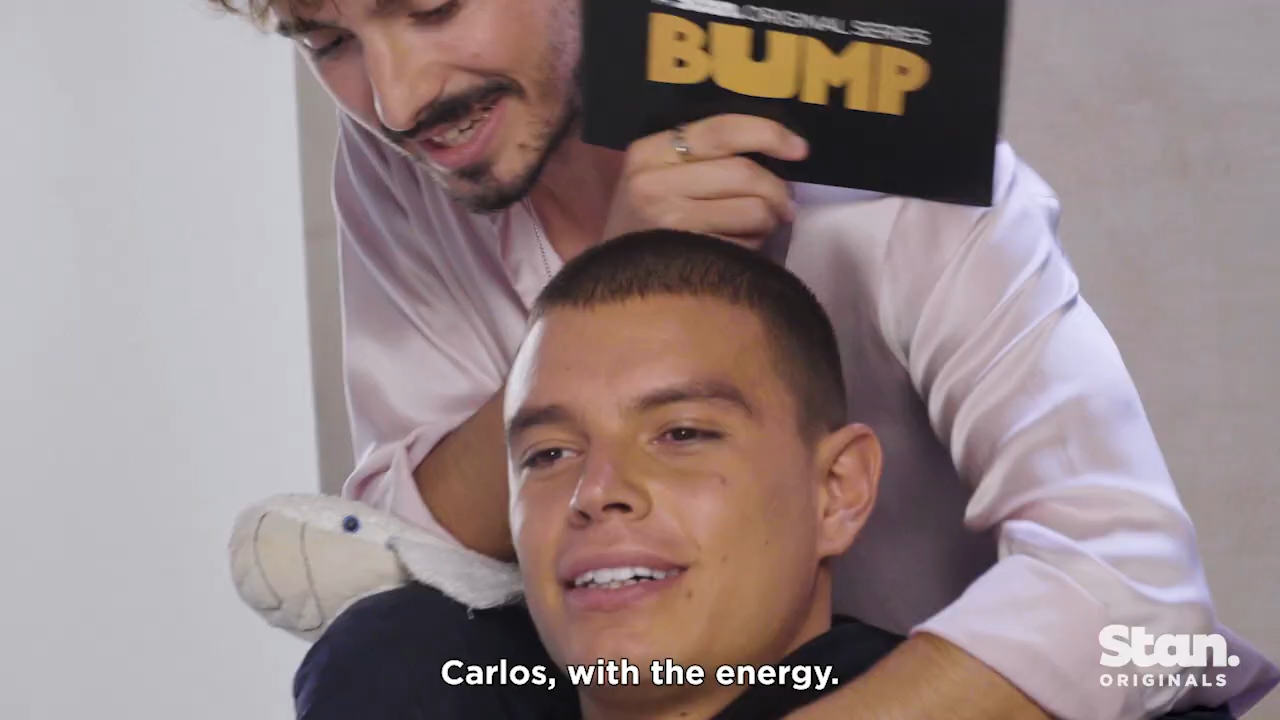 ORIGINAL SERIES
BUMP
Carlos, with the energy.
Stan.
ORIGINALS